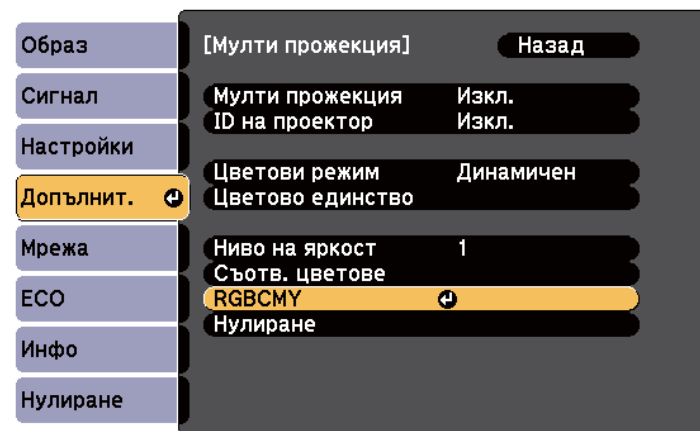 Образ
Сигнал
Настройки
Допълнит.
Мрежа
ECO
Инфо
Нулиране
[Мулти прожекция] Назад
Мулти прожекция Изкл.
ID на проектор Изкл.
Цветови режим Динамичен
Цветово единство
Ниво на яркост 1
Съотв. цветове
RGBCMY
Нулиране